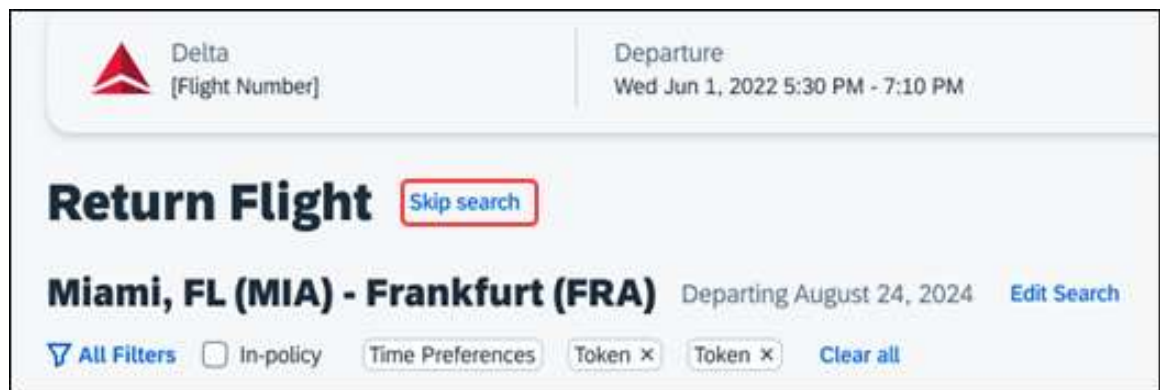 Delta
[Flight Number]
Departure
Wed Jun 1, 2022 5:30 PM - 7:10 PM
Return Flight Skip search
Miami, FL (MIA) - Frankfurt (FRA) Departing August 24, 2024 Edit Search
All Filters In-policy Time Preferences Token × Token × Clear all